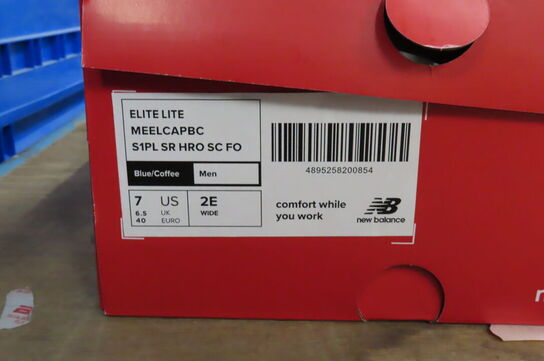 ELITE LITE
MEELCAPBC
S1PL SR HRO SC FO
Blue/Coffee Men
7 US 2E
6.5 UK WIDE
40 EURO
4895258200854
comfort while
you work
NB
new balance